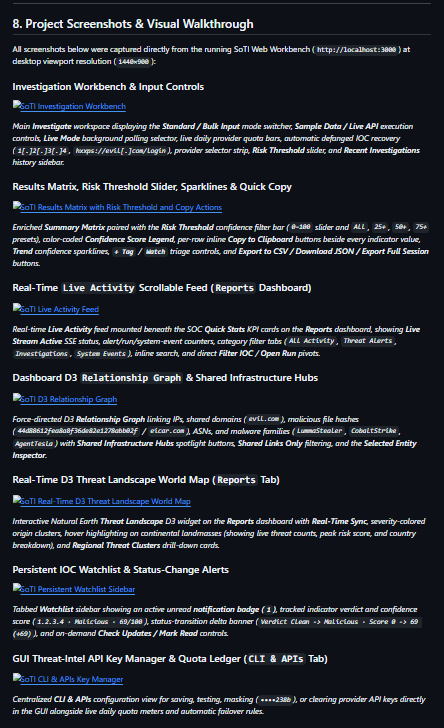 8. Project Screenshots & Visual Walkthrough
All screenshots below were captured directly from the running SoTI Web Workbench ( http://localhost:3000 ) at
desktop viewport resolution ( 1440×900 ):
Investigation Workbench & Input Controls
SoTI Investigation Workbench
Main Investigate workspace displaying the Standard / Bulk Input mode switcher, Sample Data / Live API execution
controls, Live Mode background polling selector, live daily provider quota bars, automatic defanged IOC recovery
( 1[.]2[.]3[.]4 , hxxps://evil[.]com/login ), provider selector strip, Risk Threshold slider, and Recent Investigations
history sidebar.
Results Matrix, Risk Threshold Slider, Sparklines & Quick Copy
SoTI Results Matrix with Risk Threshold and Copy Actions
Enriched Summary Matrix paired with the Risk Threshold confidence filter bar ( 0–100 slider and ALL , 25+ , 50+ , 75+
presets), color-coded Confidence Score Legend, per-row inline Copy to Clipboard buttons beside every indicator value,
Trend confidence sparklines, + Tag / Watch triage controls, and Export to CSV / Download JSON / Export Full Session
buttons.
Real-Time Live Activity Scrollable Feed ( Reports Dashboard)
SoTI Live Activity Feed
Real-time Live Activity feed mounted beneath the SOC Quick Stats KPI cards on the Reports dashboard, showing Live
Stream Active SSE status, alert/run/system-event counters, category filter tabs ( ALL Activity , Threat Alerts ,
Investigations , System Events ), inline search, and direct Filter IOC / Open Run pivots.
Dashboard D3 Relationship Graph & Shared Infrastructure Hubs
SoTI D3 Relationship Graph
Force-directed D3 Relationship Graph linking IPs, shared domains ( evil.com ), malicious file hashes
( 44d88612fea8a8f36de82e1278abb02f / eicar.com ), ASNs, and malware families ( LummaStealer , CobaltStrike ,
AgentTesla ) with Shared Infrastructure Hubs spotlight buttons, Shared Links Only filtering, and the Selected Entity
Inspector.
Real-Time D3 Threat Landscape World Map ( Reports Tab)
SoTI Real-Time D3 Threat Landscape World Map
Interactive Natural Earth Threat Landscape D3 widget on the Reports dashboard with Real-Time Sync, severity-colored
origin clusters, hover highlighting on continental landmasses (showing live threat counts, peak risk score, and country
breakdown), and Regional Threat Clusters drill-down cards.
Persistent IOC Watchlist & Status-Change Alerts
SoTI Persistent Watchlist Sidebar
Tabbed Watchlist sidebar showing an active unread notification badge ( 1 ), tracked indicator verdict and confidence
score ( 1.2.3.4 · Malicious · 69/100 ), status-transition delta banner ( Verdict Clean -> Malicious · Score 0 -> 69
(+69) ), and on-demand Check Updates / Mark Read controls.
GUI Threat-Intel API Key Manager & Quota Ledger ( CLI & APIs Tab)
SoTI CLI & APIs Key Manager
Centralized CLI & APIs configuration view for saving, testing, masking ( ••••238b ), or clearing provider API keys directly
in the GUI alongside live daily quota meters and automatic failover rules.